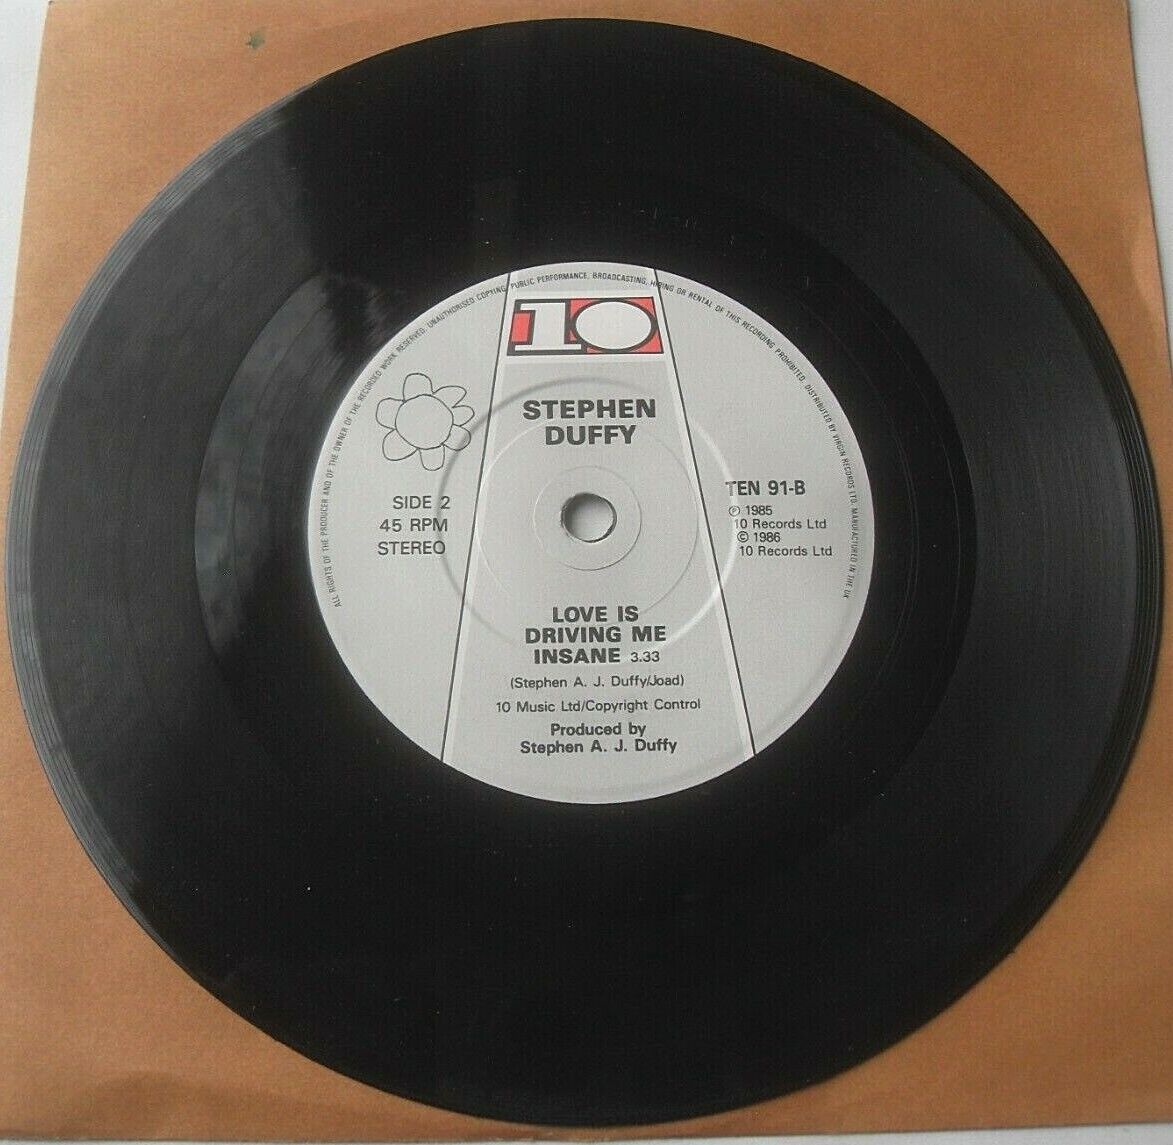 ALL RIGHTS OF THE PRODUCER AND OF THE OWNER OF THE RECORDED WORK RESERVED. UNAUTHORISED COPYING, PUBLIC PERFORMANCE, BROADCASTING, HIRING OR RENTAL OF THIS RECORDING PROHIBITED. DISTRIBUTED BY VIRGIN RECORDS LTD. MANUFACTURED IN THE UK
10
STEPHEN
DUFFY
SIDE 2
45 RPM
STEREO
TEN 91-B
℗ 1985
10 Records Ltd
© 1986
10 Records Ltd
LOVE IS
DRIVING ME
INSANE 3.33
(Stephen A. J. Duffy/Joad)
10 Music Ltd/Copyright Control
Produced by
Stephen A. J. Duffy